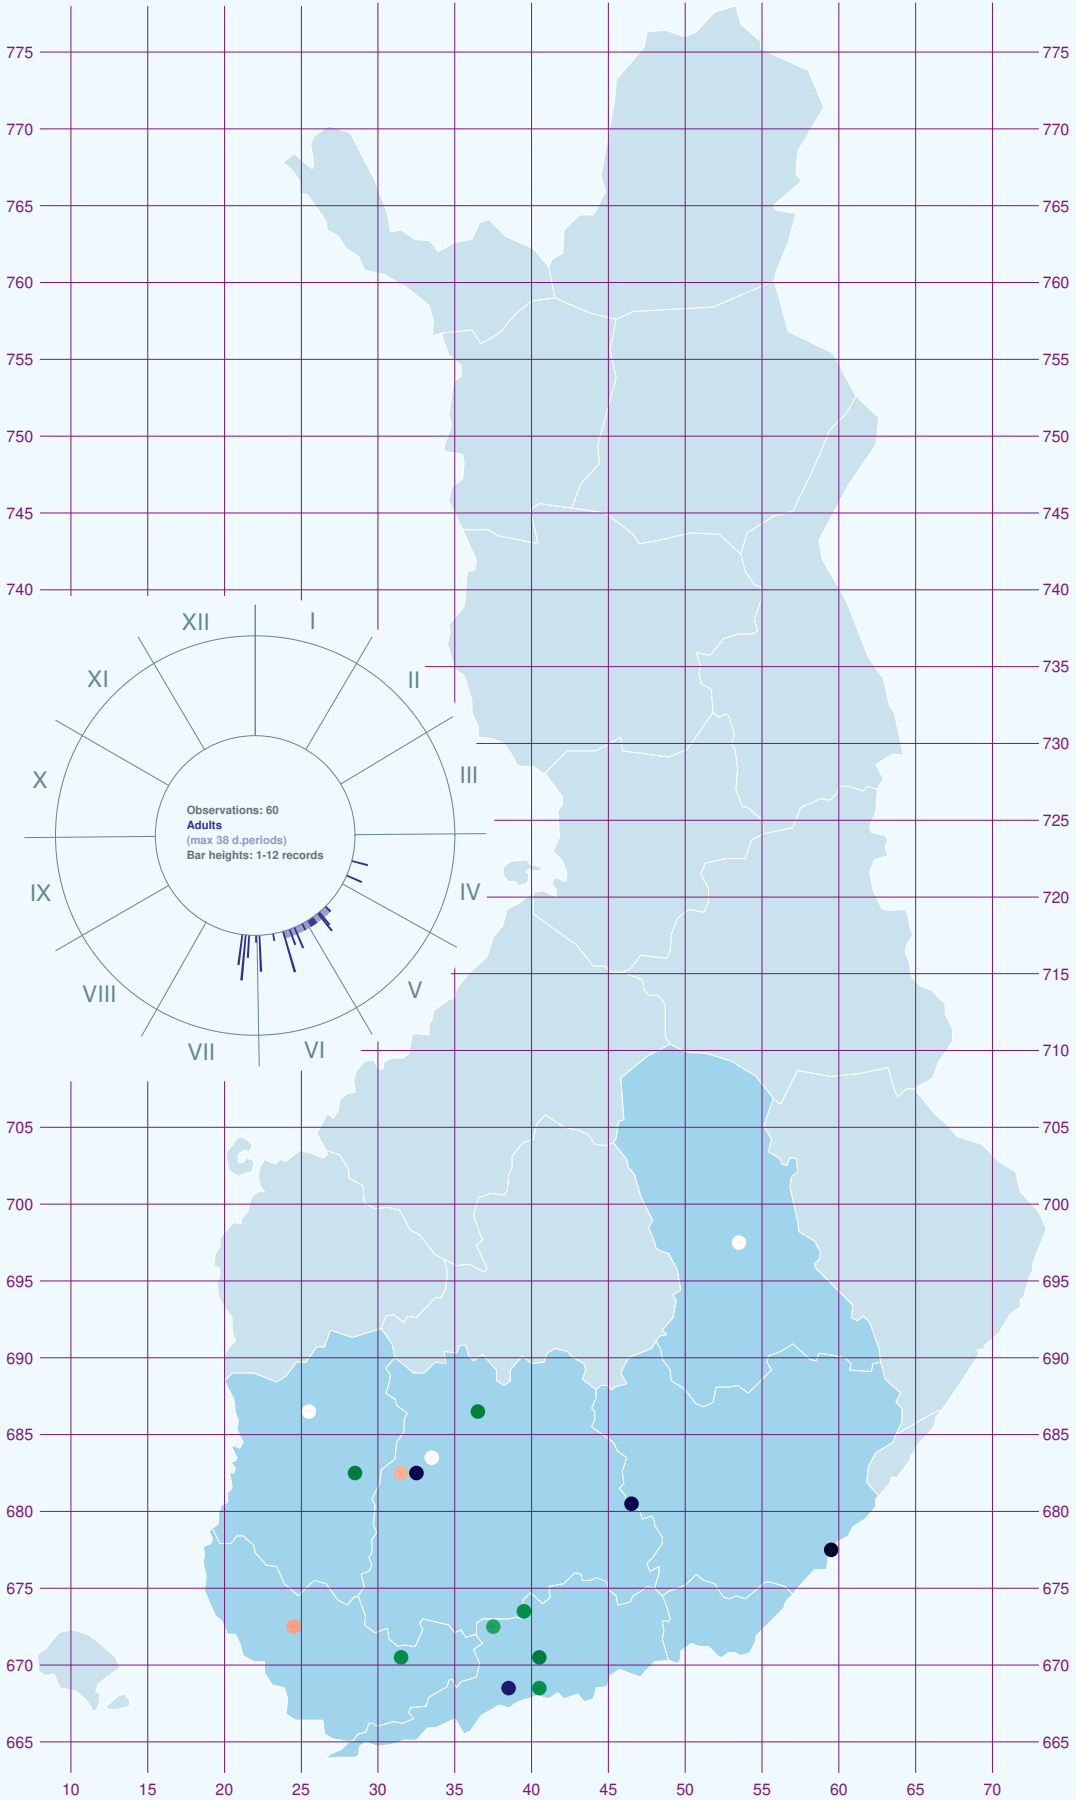 775 775
770 770
765 765
760 760
755 755
750 750
745 745
740 740
XII I
XI II
735
730
X III
Observations: 60
Adults
(max 38 d.periods)
Bar heights: 1-12 records
725
IX IV
720
VIII V
715
VII VI
710
705 705
700 700
695 695
690 690
685 685
680 680
675 675
670 670
665 665
10 15 20 25 30 35 40 45 50 55 60 65 70